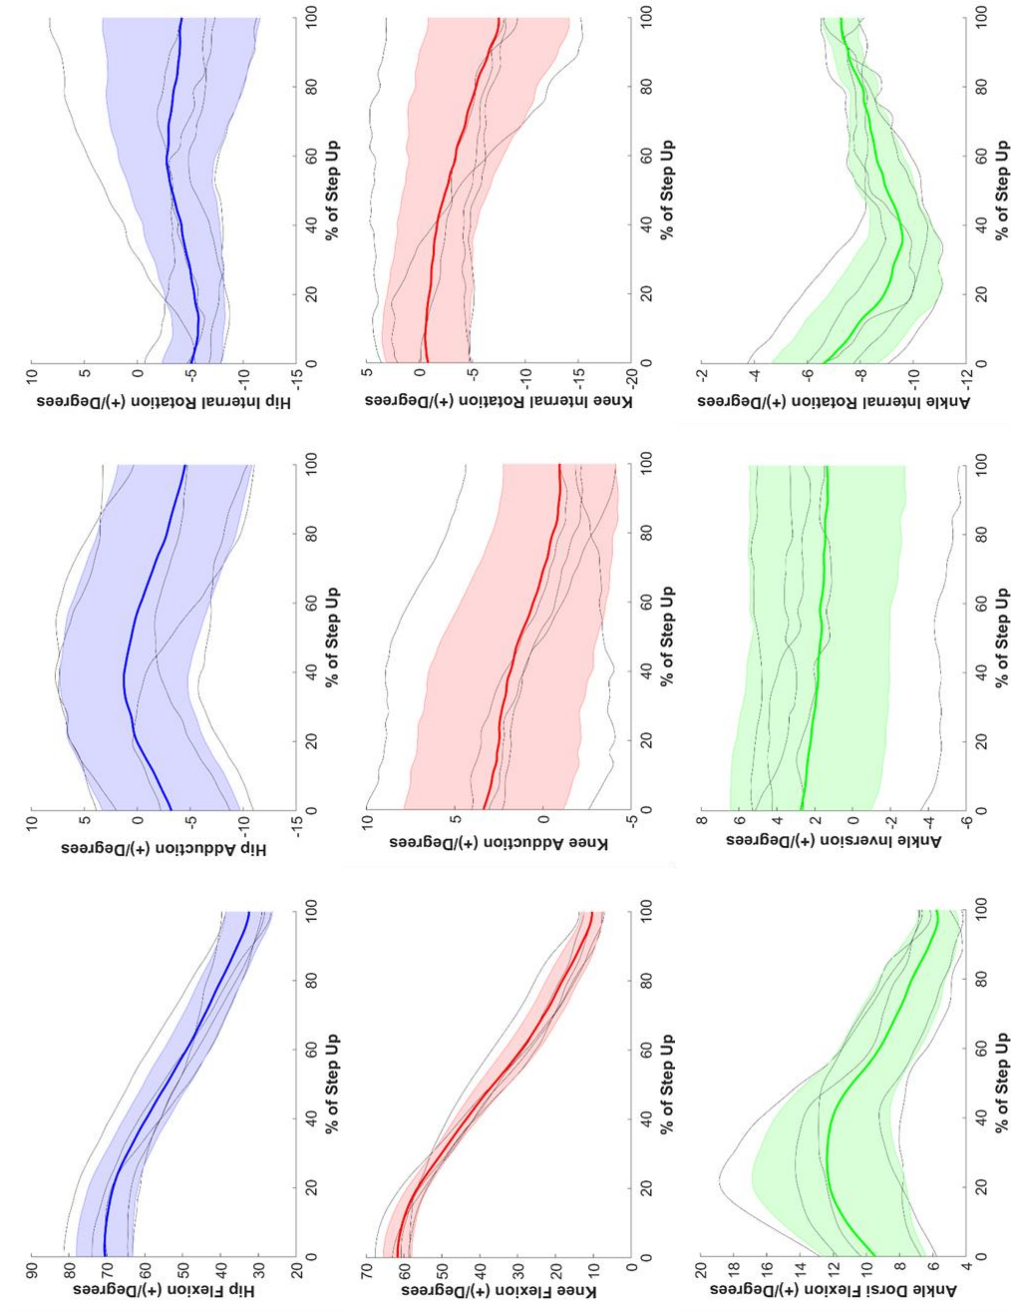 Hip Flexion (+)/Degrees
90
80
70
60
50
40
30
20
0 20 40 60 80 100
% of Step Up
Hip Adduction (+)/Degrees
10
5
0
-5
-10
-15
0 20 40 60 80 100
% of Step Up
Hip Internal Rotation (+)/Degrees
10
5
0
-5
-10
-15
0 20 40 60 80 100
% of Step Up
Knee Flexion (+)/Degrees
70
60
50
40
30
20
10
0
0 20 40 60 80 100
% of Step Up
Knee Adduction (+)/Degrees
10
5
0
-5
0 20 40 60 80 100
% of Step Up
Knee Internal Rotation (+)/Degrees
5
0
-5
-10
-15
-20
0 20 40 60 80 100
% of Step Up
Ankle Dorsi Flexion (+)/Degrees
20
18
16
14
12
10
8
6
4
0 20 40 60 80 100
% of Step Up
Ankle Inversion (+)/Degrees
8
6
4
2
0
-2
-4
-6
0 20 40 60 80 100
% of Step Up
Ankle Internal Rotation (+)/Degrees
-2
-4
-6
-8
-10
-12
0 20 40 60 80 100
% of Step Up